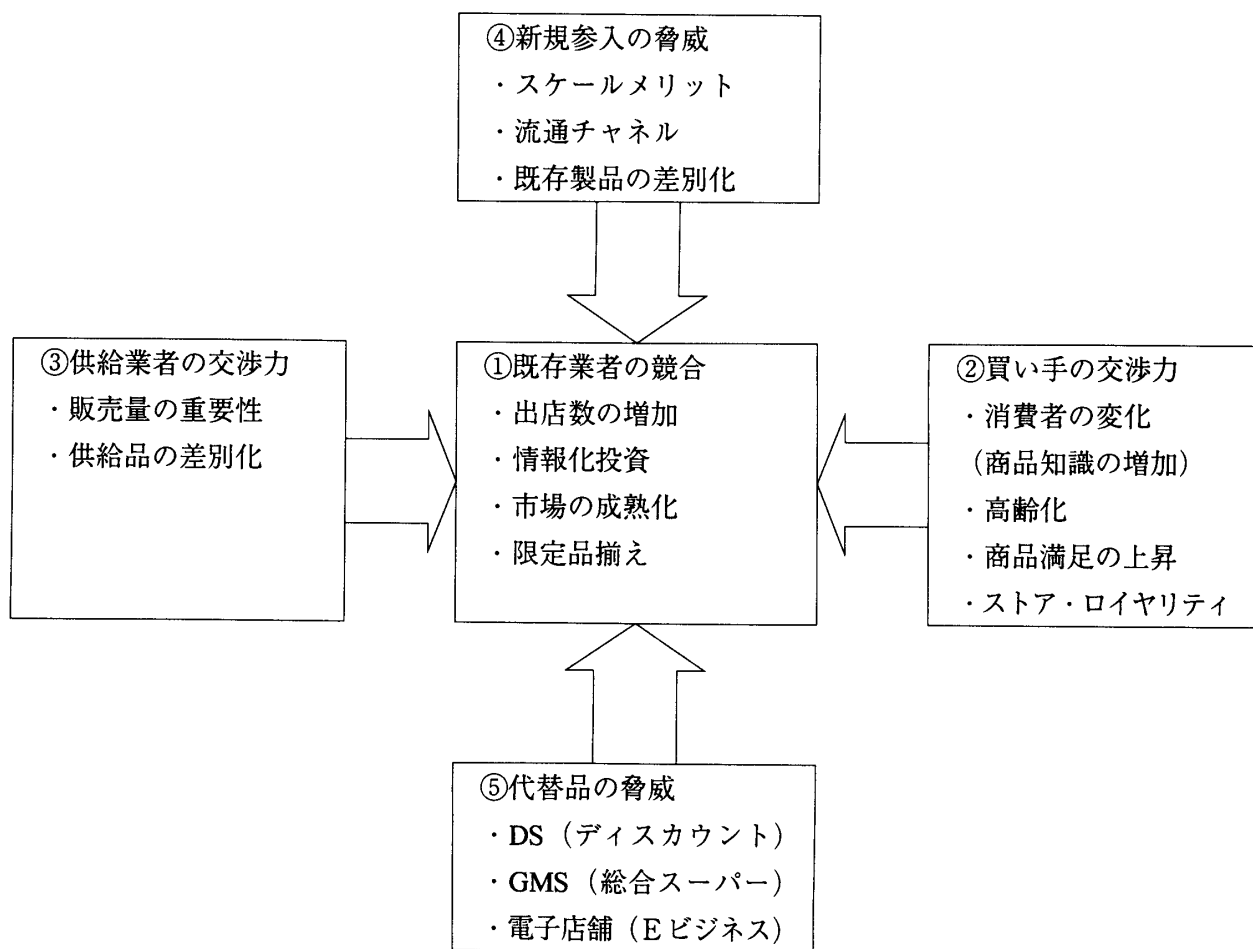 ④新規参入の脅威
・スケールメリット
・流通チャネル
・既存製品の差別化
③供給業者の交渉力
・販売量の重要性
・供給品の差別化
①既存業者の競合
・出店数の増加
・情報化投資
・市場の成熟化
・限定品揃え
②買い手の交渉力
・消費者の変化
（商品知識の増加）
・高齢化
・商品満足の上昇
・ストア・ロイヤリティ
⑤代替品の脅威
・DS（ディスカウント）
・GMS（総合スーパー）
・電子店舗（Eビジネス）